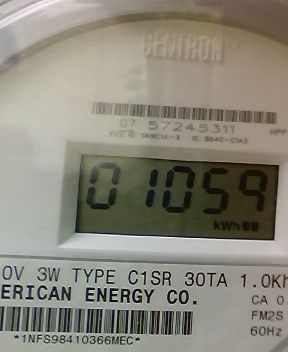 CENTRON
07 57245311
01059
kWh
0V 3W TYPE C1SR 30TA 1.0Kh
ERICAN ENERGY CO.
CA 0.
FM2S
60Hz
*1NFS98410366MEC*